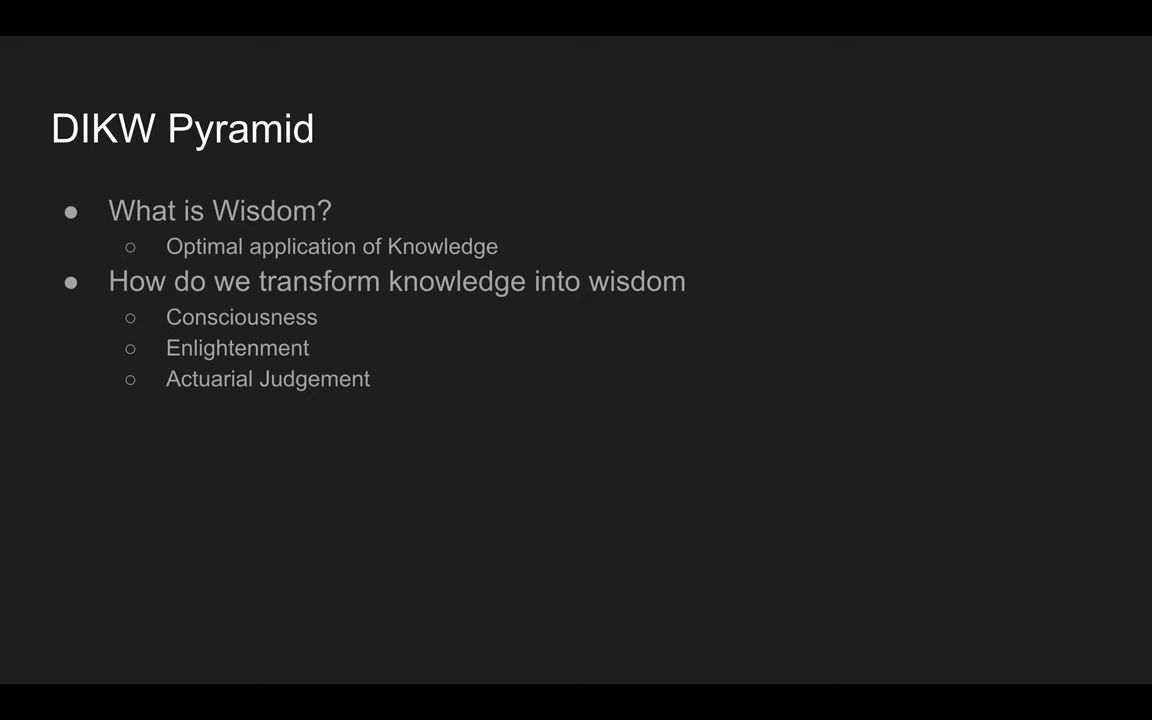 DIKW Pyramid
● What is Wisdom?
○ Optimal application of Knowledge
● How do we transform knowledge into wisdom
○ Consciousness
○ Enlightenment
○ Actuarial Judgement